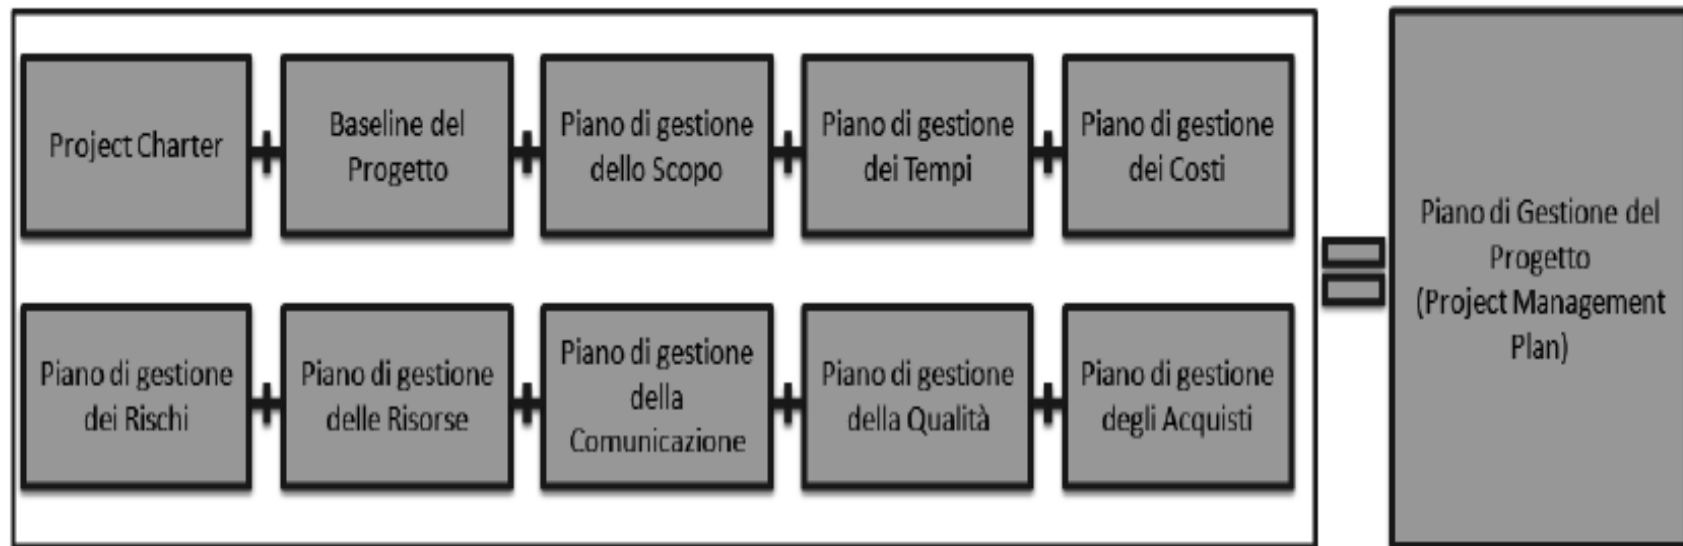 Project Charter
Baseline del
Progetto
Piano di gestione
dello Scopo
Piano di gestione
dei Tempi
Piano di gestione
dei Costi
Piano di gestione
dei Rischi
Piano di gestione
delle Risorse
Piano di gestione
della
Comunicazione
Piano di gestione
della Qualità
Piano di gestione
degli Acquisti
Piano di Gestione del
Progetto
(Project Management
Plan)